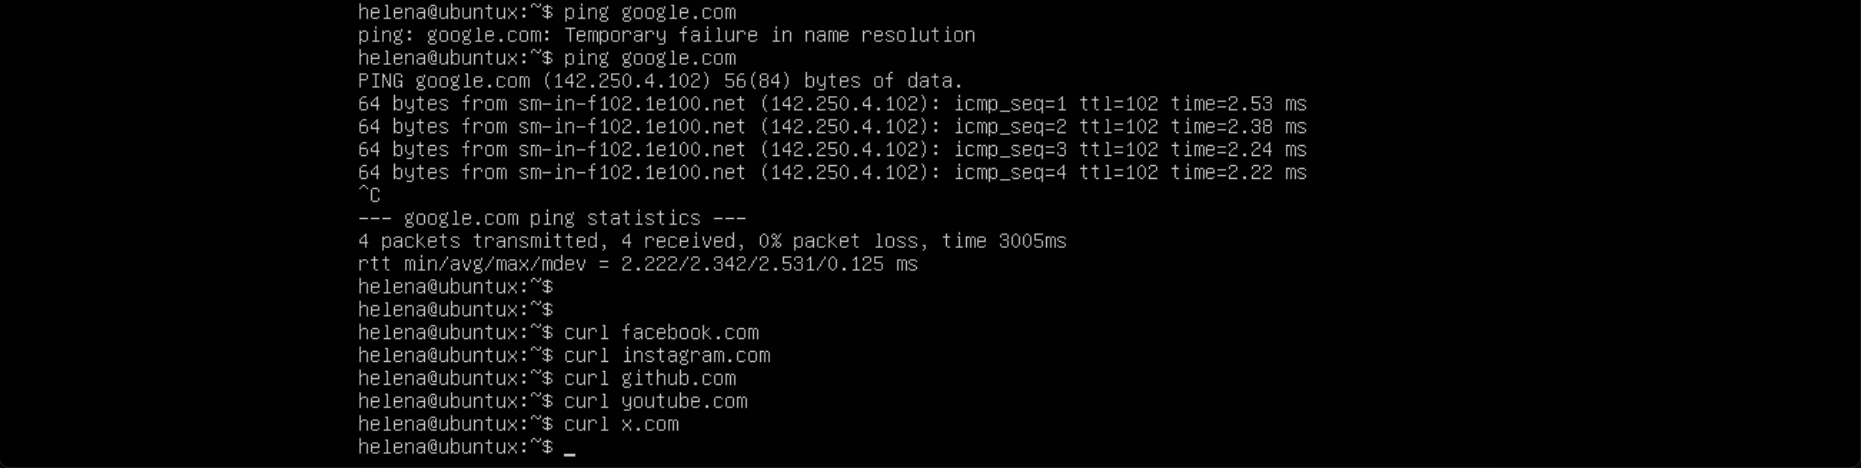 helena@ubuntux:~$ ping google.com
ping: google.com: Temporary failure in name resolution
helena@ubuntux:~$ ping google.com
PING google.com (142.250.4.102) 56(84) bytes of data.
64 bytes from sm-in-f102.1e100.net (142.250.4.102): icmp_seq=1 ttl=102 time=2.53 ms
64 bytes from sm-in-f102.1e100.net (142.250.4.102): icmp_seq=2 ttl=102 time=2.38 ms
64 bytes from sm-in-f102.1e100.net (142.250.4.102): icmp_seq=3 ttl=102 time=2.24 ms
64 bytes from sm-in-f102.1e100.net (142.250.4.102): icmp_seq=4 ttl=102 time=2.22 ms
^C
--- google.com ping statistics ---
4 packets transmitted, 4 received, 0% packet loss, time 3005ms
rtt min/avg/max/mdev = 2.222/2.342/2.531/0.125 ms
helena@ubuntux:~$
helena@ubuntux:~$
helena@ubuntux:~$ curl facebook.com
helena@ubuntux:~$ curl instagram.com
helena@ubuntux:~$ curl github.com
helena@ubuntux:~$ curl youtube.com
helena@ubuntux:~$ curl x.com
helena@ubuntux:~$ _